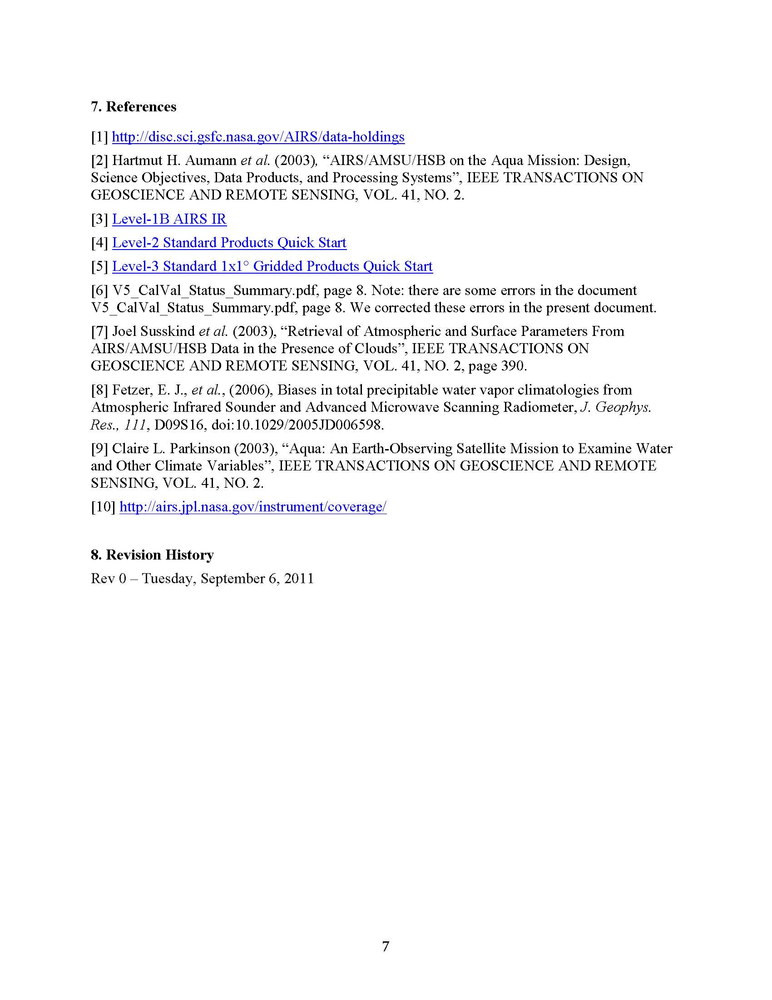 7. References
[1] http://disc.sci.gsfc.nasa.gov/AIRS/data-holdings
[2] Hartmut H. Aumann et al. (2003), “AIRS/AMSU/HSB on the Aqua Mission: Design,
Science Objectives, Data Products, and Processing Systems”, IEEE TRANSACTIONS ON
GEOSCIENCE AND REMOTE SENSING, VOL. 41, NO. 2.
[3] Level-1B AIRS IR
[4] Level-2 Standard Products Quick Start
[5] Level-3 Standard 1x1° Gridded Products Quick Start
[6] V5_CalVal_Status_Summary.pdf, page 8. Note: there are some errors in the document
V5_CalVal_Status_Summary.pdf, page 8. We corrected these errors in the present document.
[7] Joel Susskind et al. (2003), “Retrieval of Atmospheric and Surface Parameters From
AIRS/AMSU/HSB Data in the Presence of Clouds”, IEEE TRANSACTIONS ON
GEOSCIENCE AND REMOTE SENSING, VOL. 41, NO. 2, page 390.
[8] Fetzer, E. J., et al., (2006), Biases in total precipitable water vapor climatologies from
Atmospheric Infrared Sounder and Advanced Microwave Scanning Radiometer, J. Geophys.
Res., 111, D09S16, doi:10.1029/2005JD006598.
[9] Claire L. Parkinson (2003), “Aqua: An Earth-Observing Satellite Mission to Examine Water
and Other Climate Variables”, IEEE TRANSACTIONS ON GEOSCIENCE AND REMOTE
SENSING, VOL. 41, NO. 2.
[10] http://airs.jpl.nasa.gov/instrument/coverage/
8. Revision History
Rev 0 – Tuesday, September 6, 2011
7